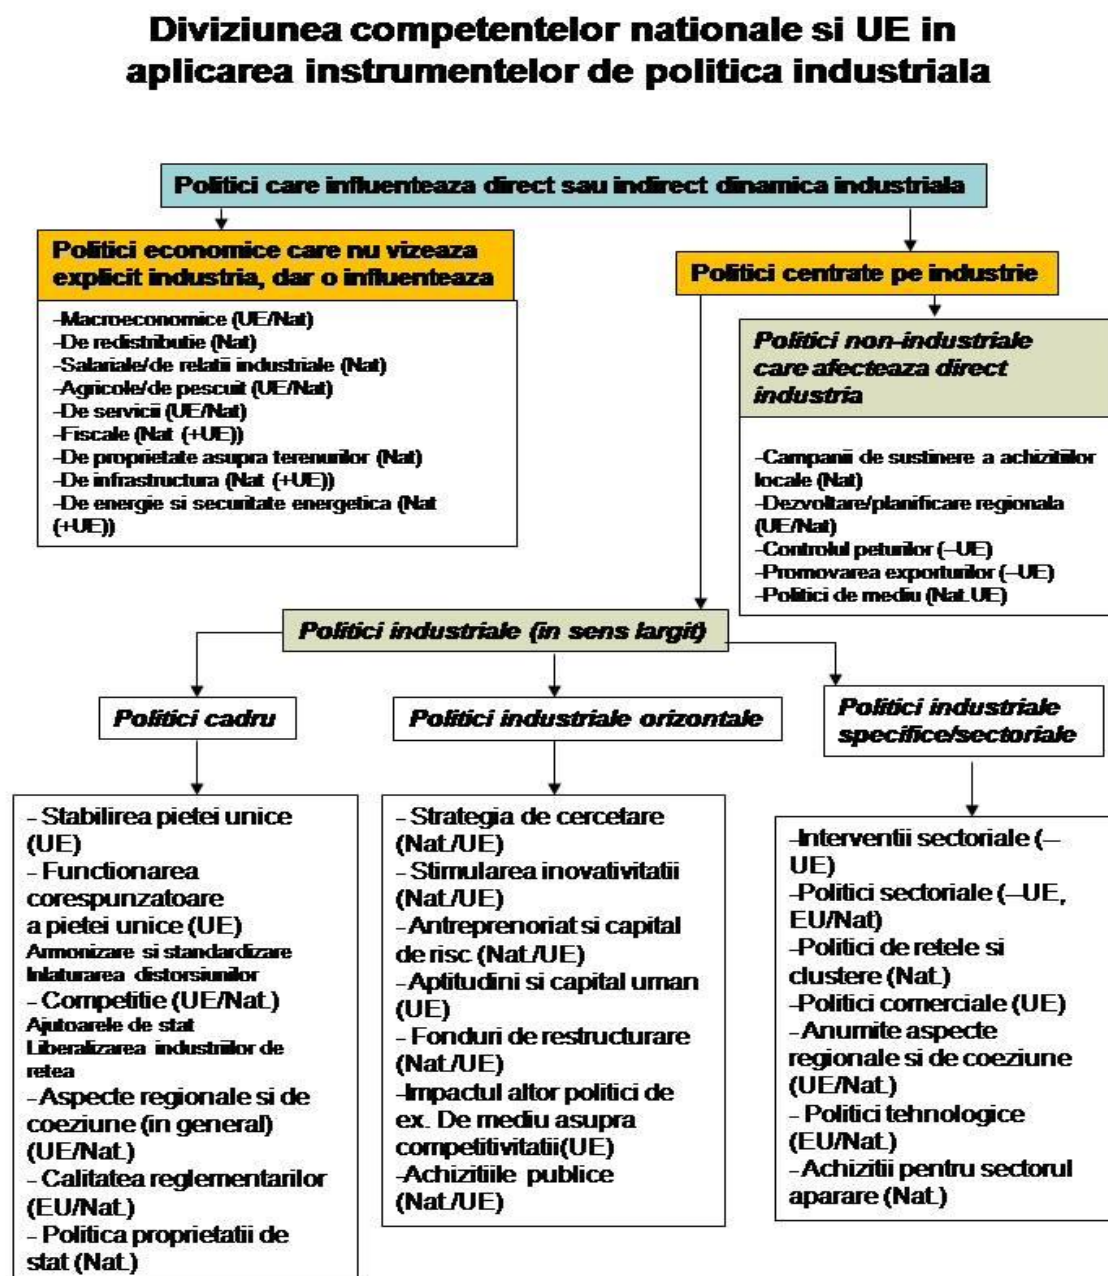 Diviziunea competentelor nationale si UE in
aplicarea instrumentelor de politica industriala
Politici care influenteaza direct sau indirect dinamica industriala
Politici economice care nu vizeaza
explicit industria, dar o influenteaza
-Macroeconomice (UE/Nat)
-De redistributie (Nat)
-Salariale/de relatii industriale (Nat)
-Agricole/de pescuit (UE/Nat)
-De servicii (UE/Nat)
-Fiscale (Nat (+UE))
-De proprietate asupra terenurilor (Nat)
-De infrastructura (Nat (+UE))
-De energie si securitate energetica (Nat
(+UE))
Politici centrate pe industrie
Politici non-industriale
care afecteaza direct
industria
-Campanii de sustinere a achizitiilor
locale (Nat)
-Dezvoltare/planificare regionala
(UE/Nat)
-Controlul peturilor (–UE)
-Promovarea exporturilor (–UE)
-Politici de mediu (Nat.UE)
Politici industriale (in sens largit)
Politici cadru
- Stabilirea pietei unice
(UE)
- Functionarea
corespunzatoare
a pietei unice (UE)
Armonizare si standardizare
Inlaturarea distorsiunilor
- Competitie (UE/Nat.)
Ajutoarele de stat
Liberalizarea industriilor de
retea
- Aspecte regionale si de
coeziune (in general)
(UE/Nat.)
- Calitatea reglementarilor
(EU/Nat.)
- Politica proprietatii de
stat (Nat.)
Politici industriale orizontale
- Strategia de cercetare
(Nat./UE)
- Stimularea inovativitatii
(Nat./UE)
- Antreprenoriat si capital
de risc (Nat./UE)
- Aptitudini si capital uman
(UE)
- Fonduri de restructurare
(Nat./UE)
-Impactul altor politici de
ex. De mediu asupra
competitivitatii(UE)
-Achizitiile publice
(Nat./UE)
Politici industriale
specifice/sectoriale
-Interventii sectoriale (–
UE)
-Politici sectoriale (–UE,
EU/Nat)
-Politici de retele si
clustere (Nat.)
-Politici comerciale (UE)
- Anumite aspecte
regionale si de coeziune
(UE/Nat.)
- Politici tehnologice
(EU/Nat.)
- Achizitii pentru sectorul
aparare (Nat.)